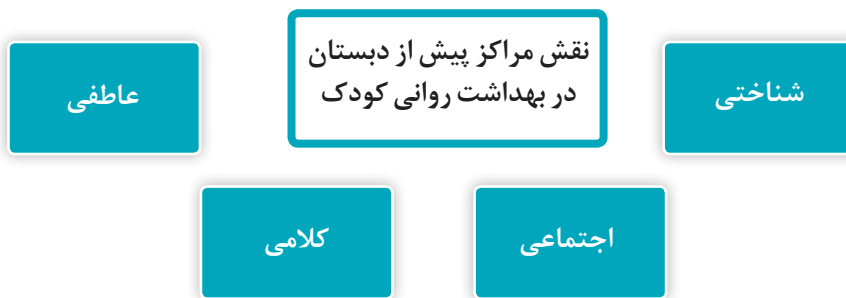 نقش مراکز پیش از دبستان
در بهداشت روانی کودک
شناختی
عاطفی
اجتماعی
کلامی